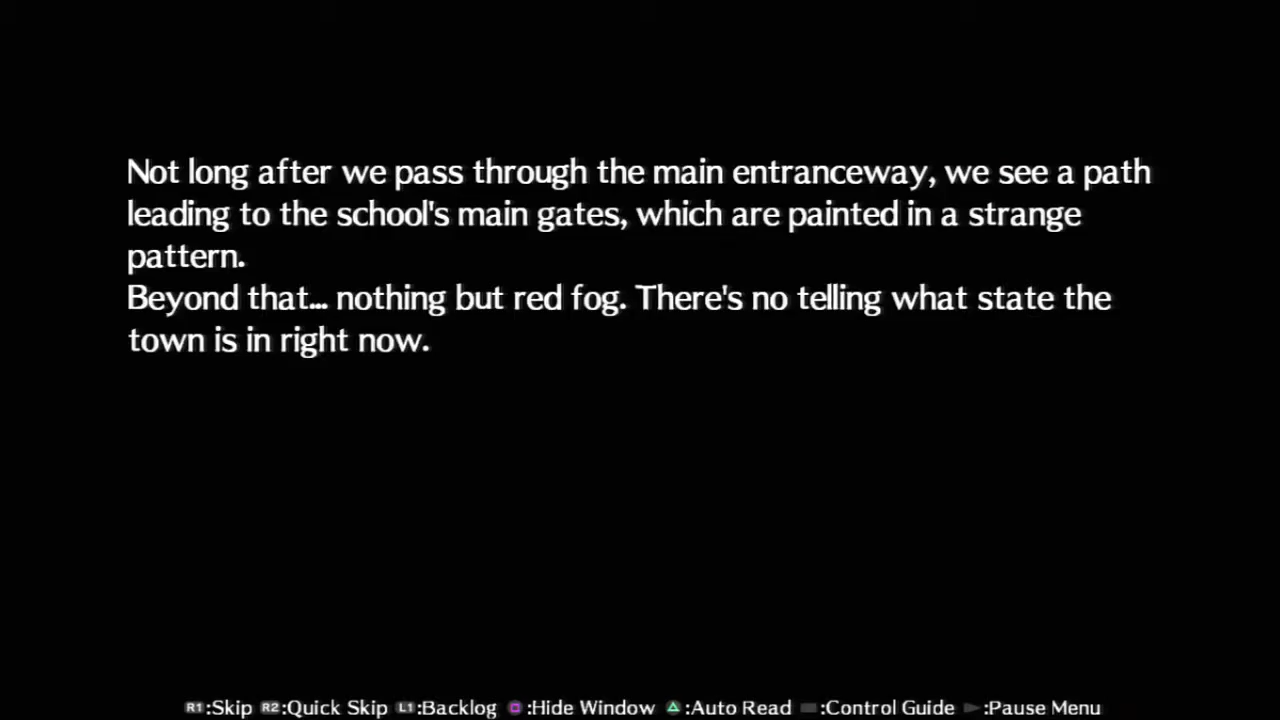 Not long after we pass through the main entranceway, we see a path
leading to the school's main gates, which are painted in a strange
pattern.
Beyond that... nothing but red fog. There's no telling what state the
town is in right now.
R1:Skip R2:Quick Skip L1:Backlog :Hide Window :Auto Read :Control Guide :Pause Menu